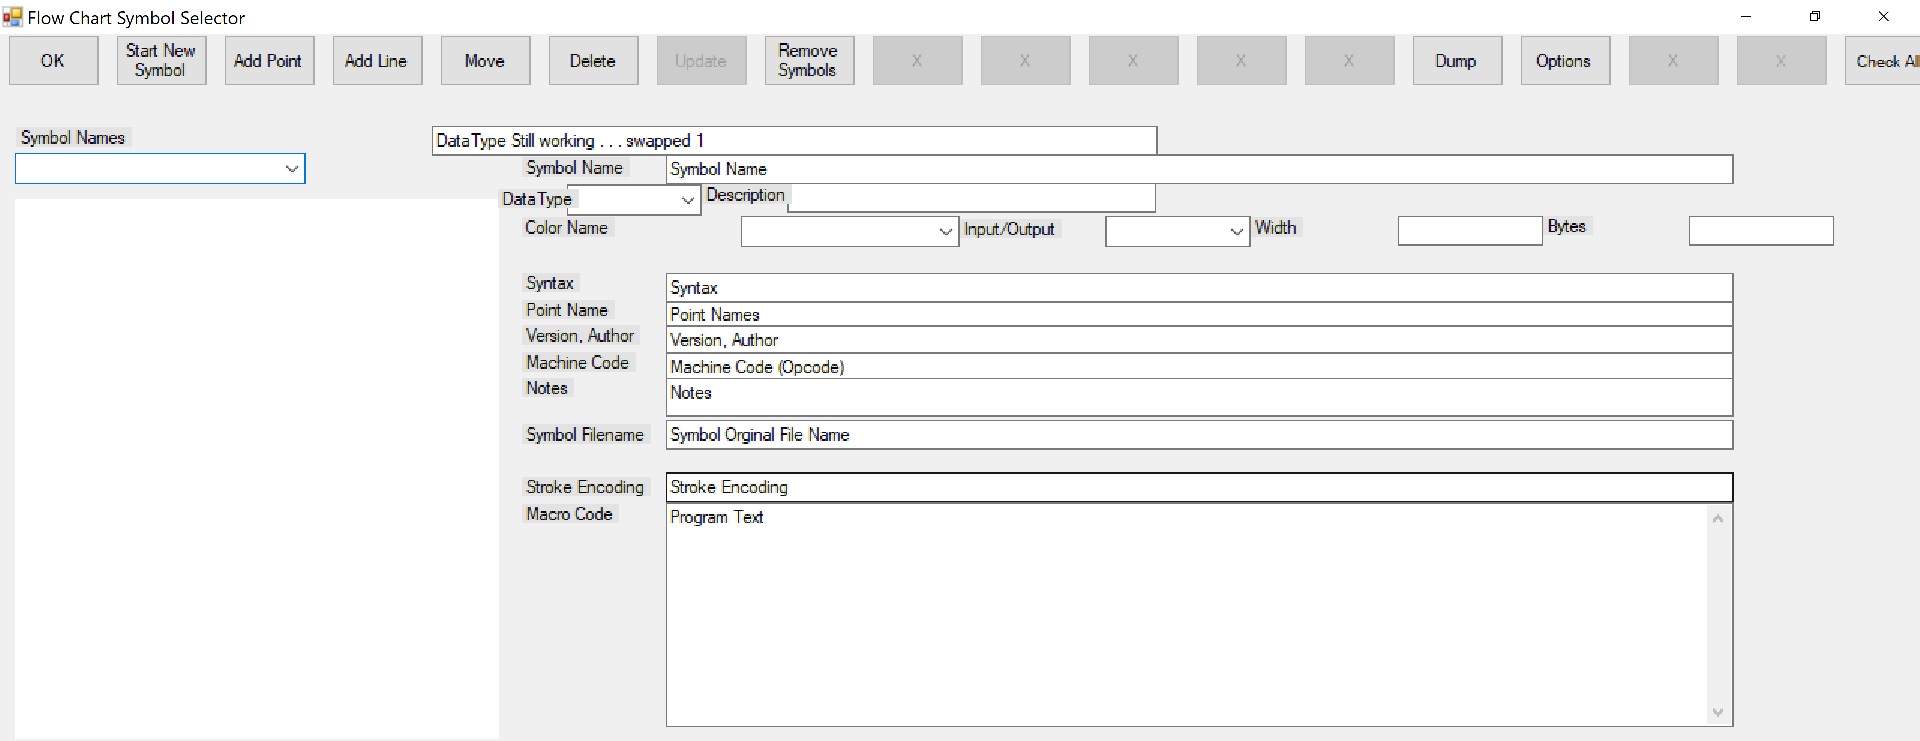 Flow Chart Symbol Selector
OK
Start New
Symbol
Add Point
Add Line
Move
Delete
Update
Remove
Symbols
X
X
X
X
X
Dump
Options
X
X
Check All
Symbol Names
DataType Still working . . . swapped 1
Symbol Name
Symbol Name
DataType
Description
Color Name
Input/Output
Width
Bytes
Syntax
Syntax
Point Name
Point Names
Version, Author
Version, Author
Machine Code
Machine Code (Opcode)
Notes
Notes
Symbol Filename
Symbol Orginal File Name
Stroke Encoding
Stroke Encoding
Macro Code
Program Text